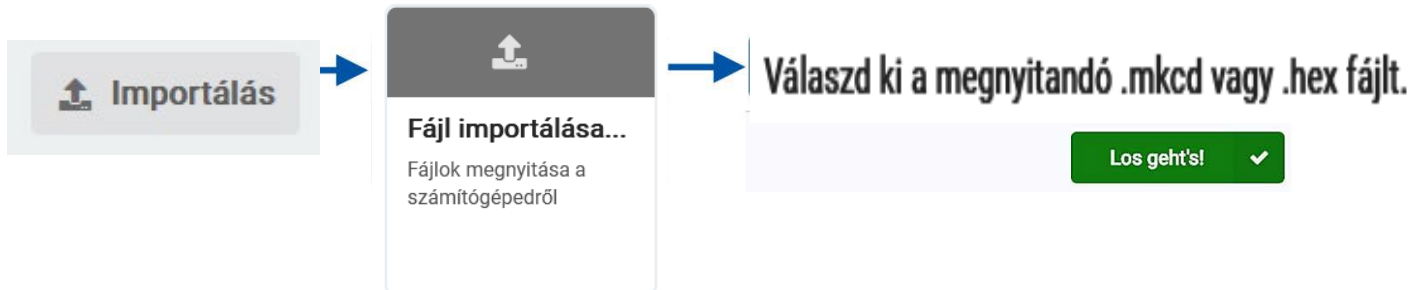 Importálás
Fájl importálása...
Fájlok megnyitása a
számítógépedről
Válaszd ki a megnyitandó .mkcd vagy .hex fájlt.
Los geht's!